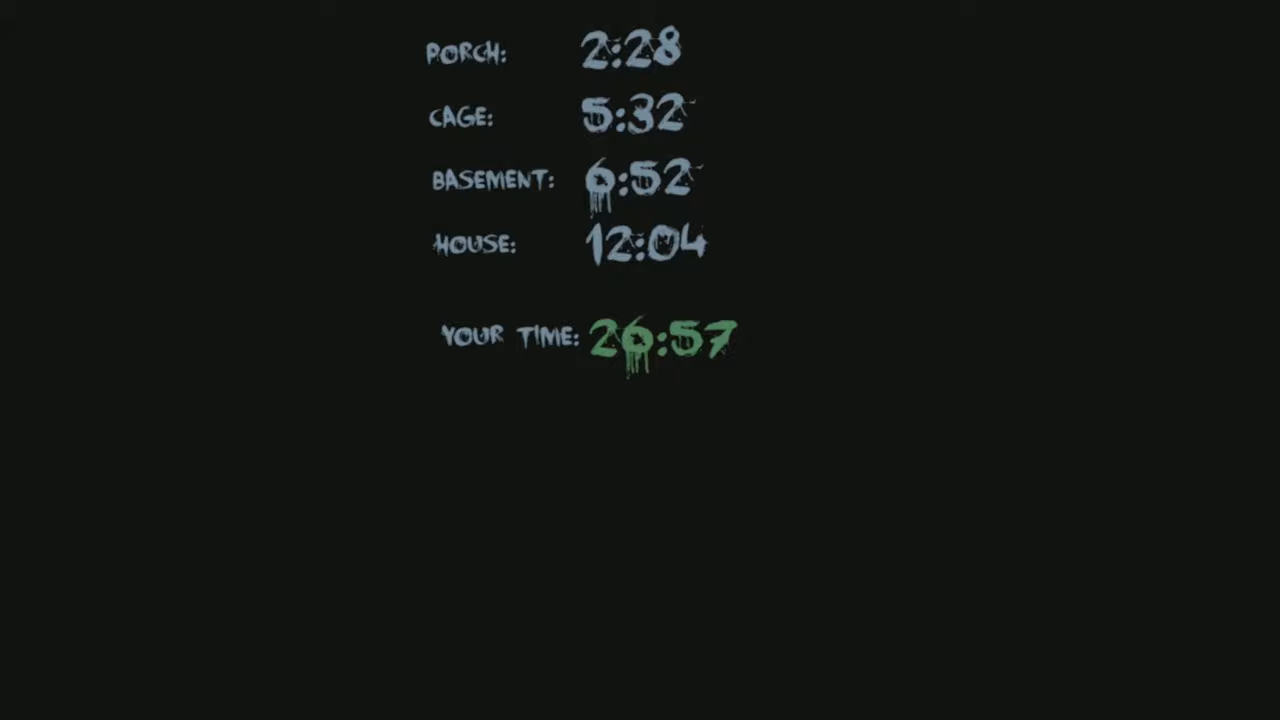 PORCH: 2:28
CAGE: 5:32
BASEMENT: 6:52
HOUSE: 12:04
YOUR TIME: 26:57